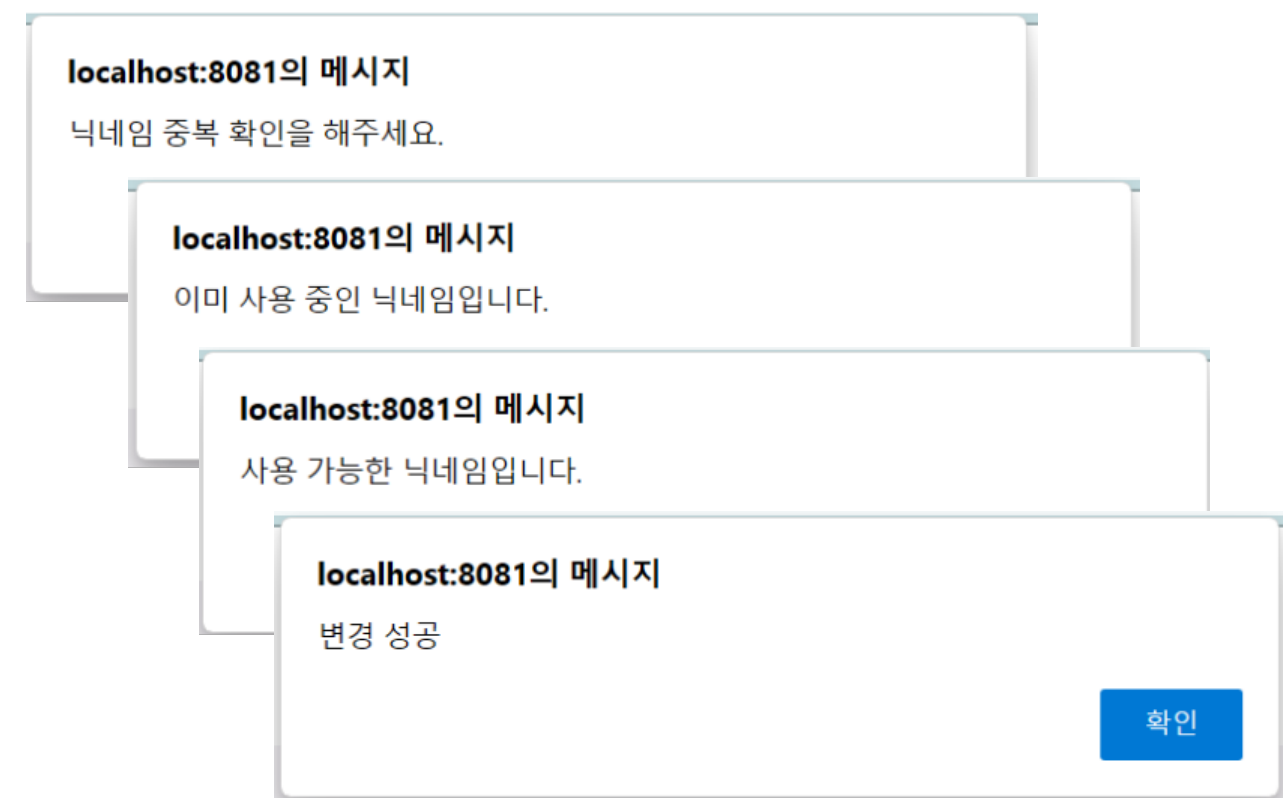 localhost:8081의 메시지
닉네임 중복 확인을 해주세요.
localhost:8081의 메시지
이미 사용 중인 닉네임입니다.
localhost:8081의 메시지
사용 가능한 닉네임입니다.
localhost:8081의 메시지
변경 성공
확인